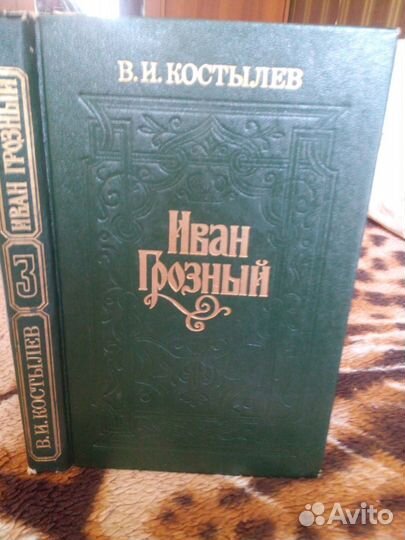 В.И.КОСТЫЛЕВ
Иван
Грозный
В.И.КОСТЫЛЕВ 3 ИВАН ГРОЗНЫЙ
Avito